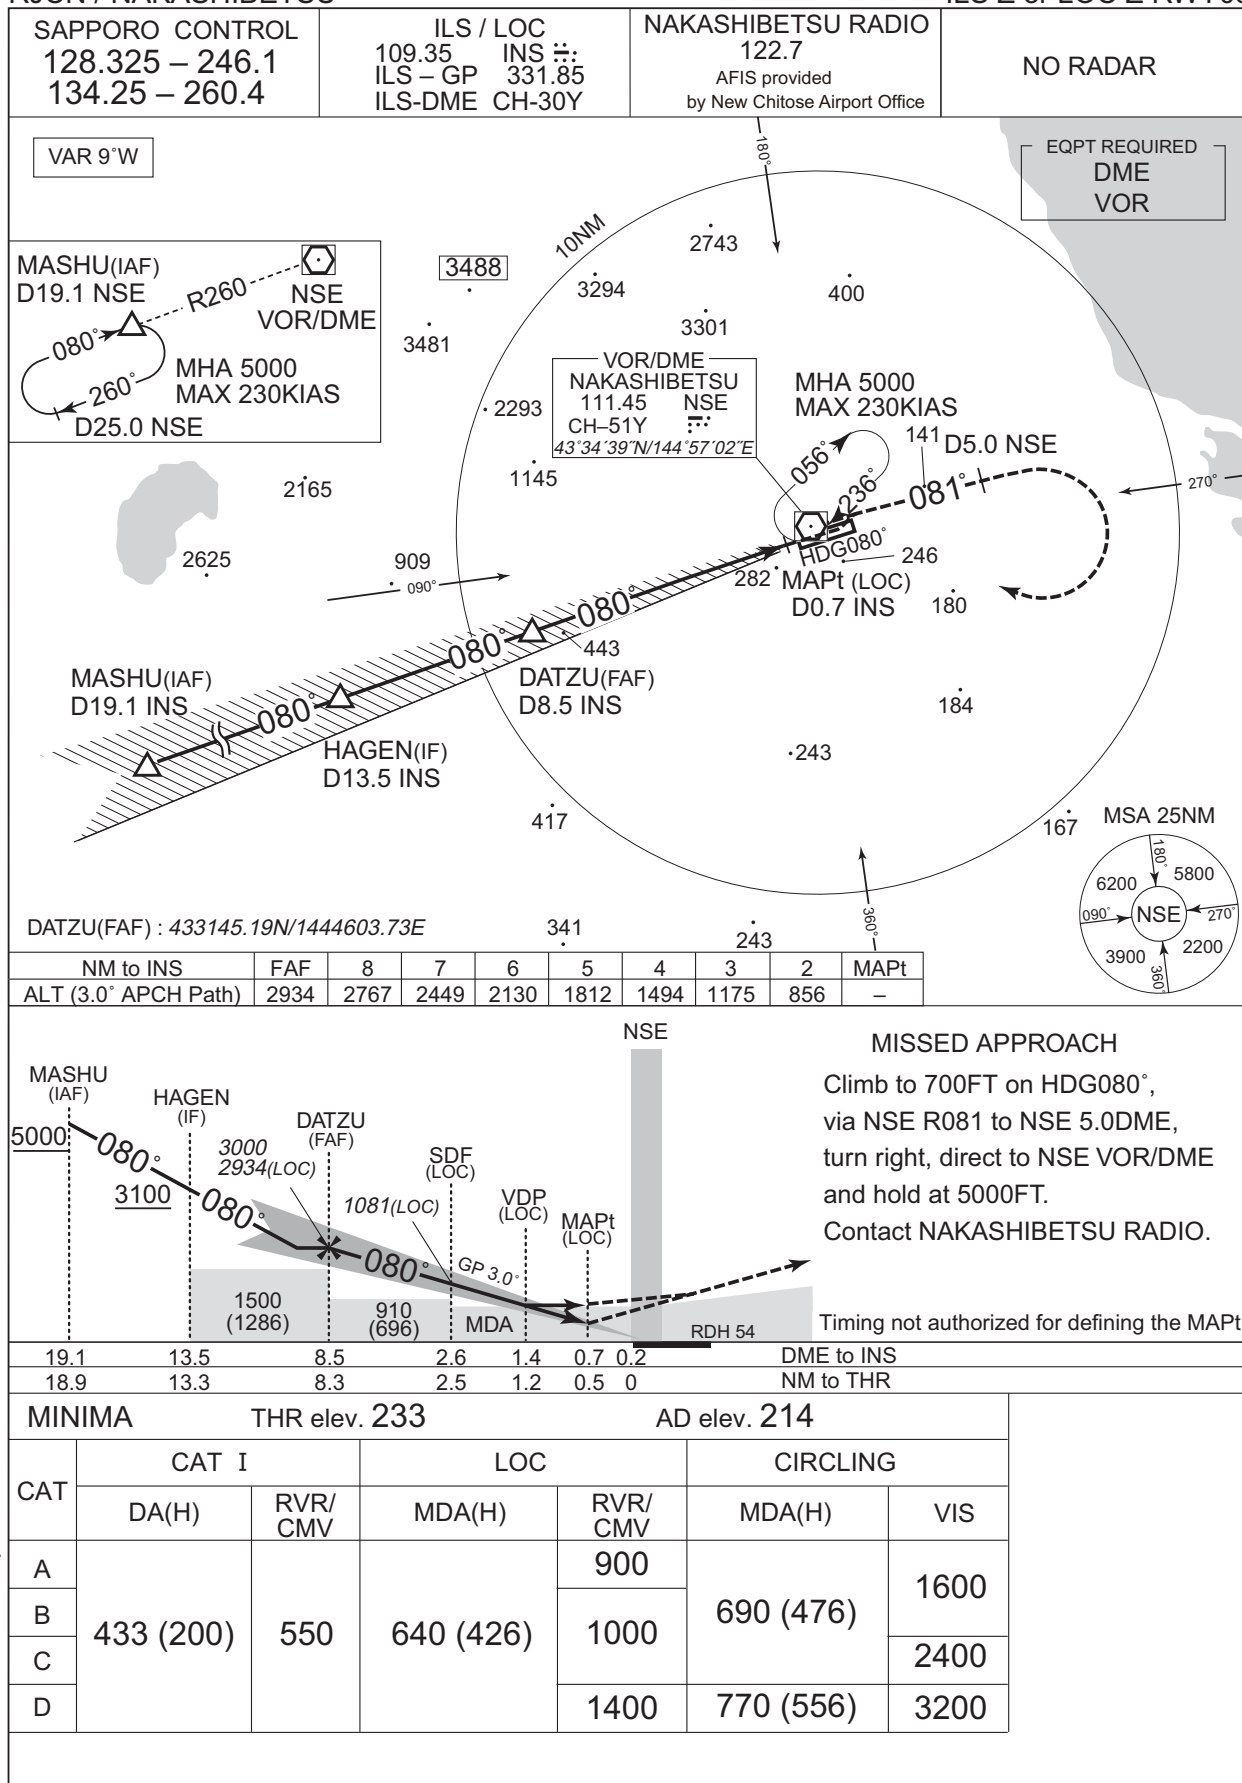 SAPPORO CONTROL
128.325 – 246.1
134.25 – 260.4
ILS / LOC
109.35 INS
ILS – GP 331.85
ILS-DME CH-30Y
NAKASHIBETSU RADIO
122.7
AFIS provided
by New Chitose Airport Office
NO RADAR
VAR 9˚W
EQPT REQUIRED
DME
VOR
180˚
10NM
2743
3488
3294
400
3481
3301
MASHU(IAF)
D19.1 NSE
R260
NSE
VOR/DME
080˚
260˚
MHA 5000
MAX 230KIAS
D25.0 NSE
VOR/DME
NAKASHIBETSU
111.45 NSE
CH–51Y
43˚34´39˝N/144˚57´02˝E
MHA 5000
MAX 230KIAS
2293
1145
2165
056˚
236˚
141
D5.0 NSE
081˚
270˚
2625
909
090˚
HDG080˚
282
246
MAPt (LOC)
D0.7 INS
180
080˚
080˚
443
DATZU(FAF)
D8.5 INS
MASHU(IAF)
D19.1 INS
080˚
HAGEN(IF)
D13.5 INS
184
243
417
167
MSA 25NM
180˚
6200
5800
090˚
NSE
270˚
3900
2200
360˚
360˚
DATZU(FAF) : 433145.19N/1444603.73E
341
243
NM to INS FAF 8 7 6 5 4 3 2 MAPt
ALT (3.0˚ APCH Path) 2934 2767 2449 2130 1812 1494 1175 856 –
NSE
MASHU
(IAF)
HAGEN
(IF)
DATZU
(FAF)
SDF
(LOC)
VDP
(LOC)
MAPt
(LOC)
5000
080˚
3100
080˚
3000
2934(LOC)
1081(LOC)
080˚
GP 3.0˚
1500
(1286)
910
(696)
MDA
RDH 54
MISSED APPROACH
Climb to 700FT on HDG080˚,
via NSE R081 to NSE 5.0DME,
turn right, direct to NSE VOR/DME
and hold at 5000FT.
Contact NAKASHIBETSU RADIO.
Timing not authorized for defining the MAPt
19.1 13.5 8.5 2.6 1.4 0.7 0.2 DME to INS
18.9 13.3 8.3 2.5 1.2 0.5 0 NM to THR
MINIMA THR elev. 233 AD elev. 214
CAT CAT I LOC CIRCLING
DA(H) RVR/CMV MDA(H) RVR/CMV MDA(H) VIS
A 433 (200) 550 640 (426) 900 690 (476) 1600
B 1000
C 2400
D 1400 770 (556) 3200